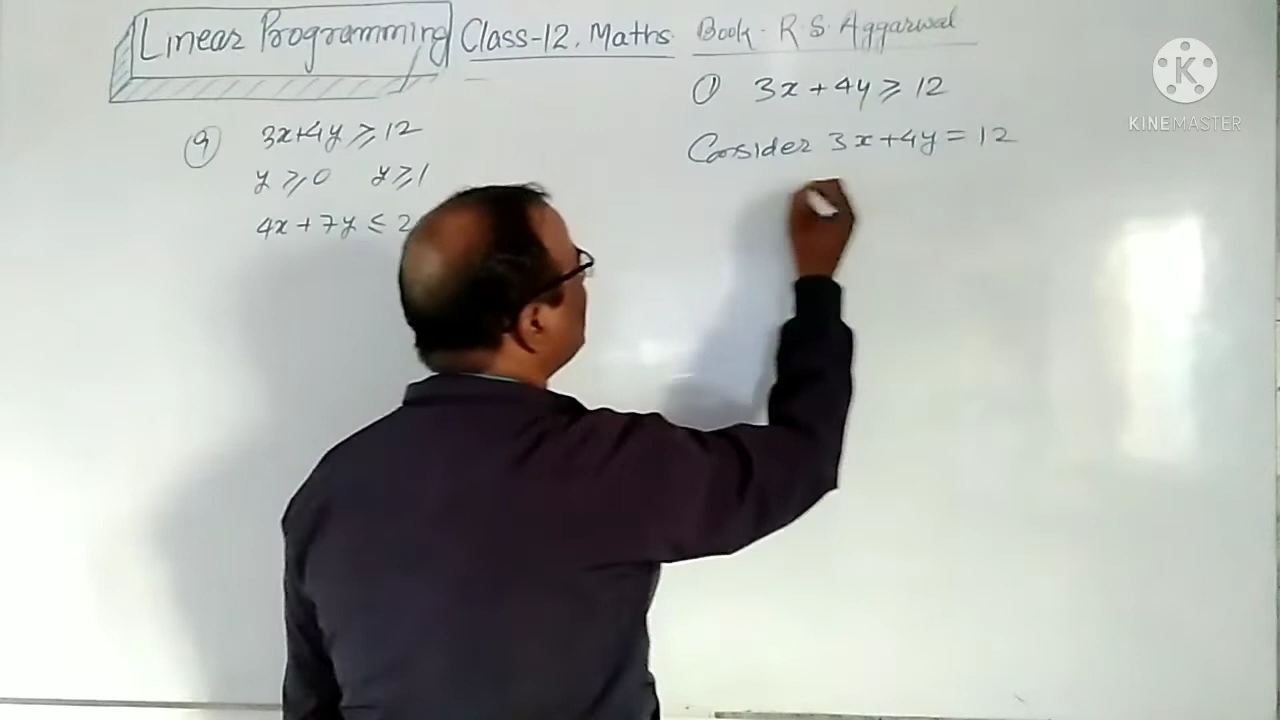 Linear Programming Class-12. Maths. Book - R.S. Aggarwal
9 3x+4y ≥ 12
y ≥ 0 y ≥ 1
4x + 7y ≤ 2
① 3x + 4y ≥ 12
Consider 3x + 4y = 12
K
KINEMASTER